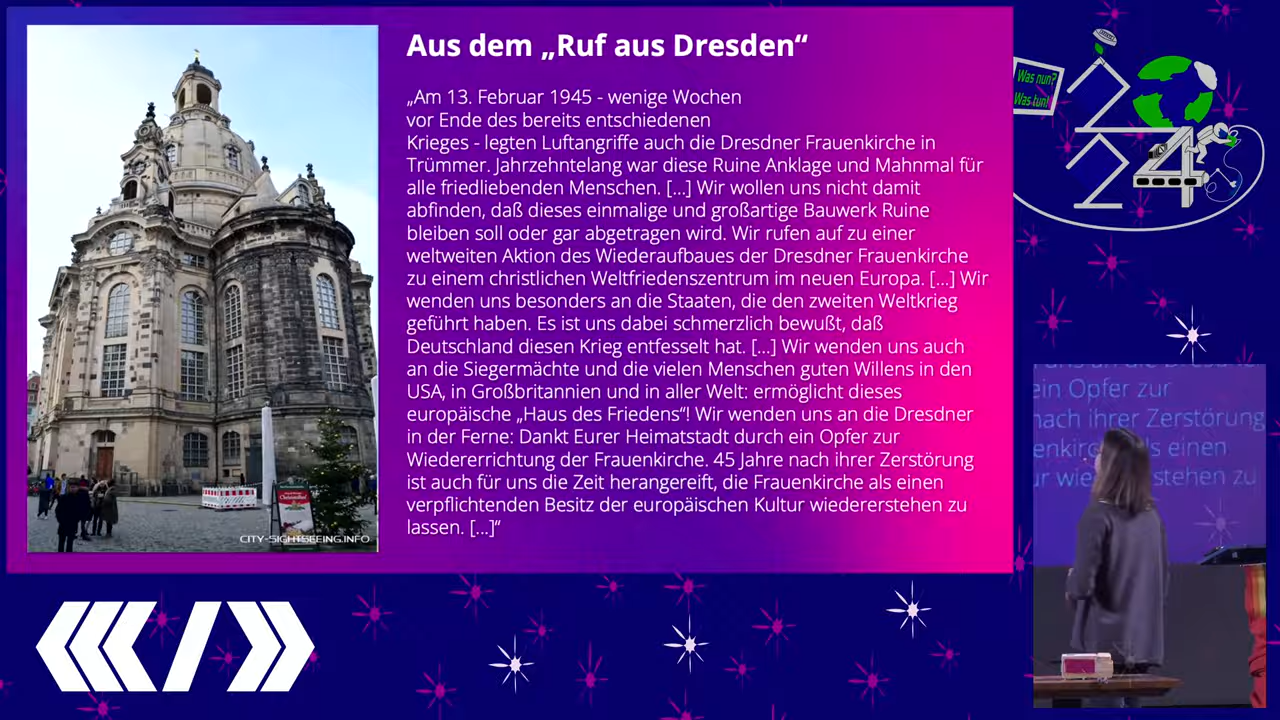 Aus dem „Ruf aus Dresden“
„Am 13. Februar 1945 - wenige Wochen
vor Ende des bereits entschiedenen
Krieges - legten Luftangriffe auch die Dresdner Frauenkirche in
Trümmer. Jahrzehntelang war diese Ruine Anklage und Mahnmal für
alle friedliebenden Menschen. [...] Wir wollen uns nicht damit
abfinden, daß dieses einmalige und großartige Bauwerk Ruine
bleiben soll oder gar abgetragen wird. Wir rufen auf zu einer
weltweiten Aktion des Wiederaufbaues der Dresdner Frauenkirche
zu einem christlichen Weltfriedenszentrum im neuen Europa. [...] Wir
wenden uns besonders an die Staaten, die den zweiten Weltkrieg
geführt haben. Es ist uns dabei schmerzlich bewußt, daß
Deutschland diesen Krieg entfesselt hat. [...] Wir wenden uns auch
an die Siegermächte und die vielen Menschen guten Willens in den
USA, in Großbritannien und in aller Welt: ermöglicht dieses
europäische „Haus des Friedens“! Wir wenden uns an die Dresdner
in der Ferne: Dankt Eurer Heimatstadt durch ein Opfer zur
Wiedererrichtung der Frauenkirche. 45 Jahre nach ihrer Zerstörung
ist auch für uns die Zeit herangereift, die Frauenkirche als einen
verpflichtenden Besitz der europäischen Kultur wiedererstehen zu
lassen. [...]“
CITY-SIGHTSEEING.INFO
Was nun?
Was tun!
2
2
24
ein Opfer zur
nach ihrer Zerstörung
als einen
stehen zu